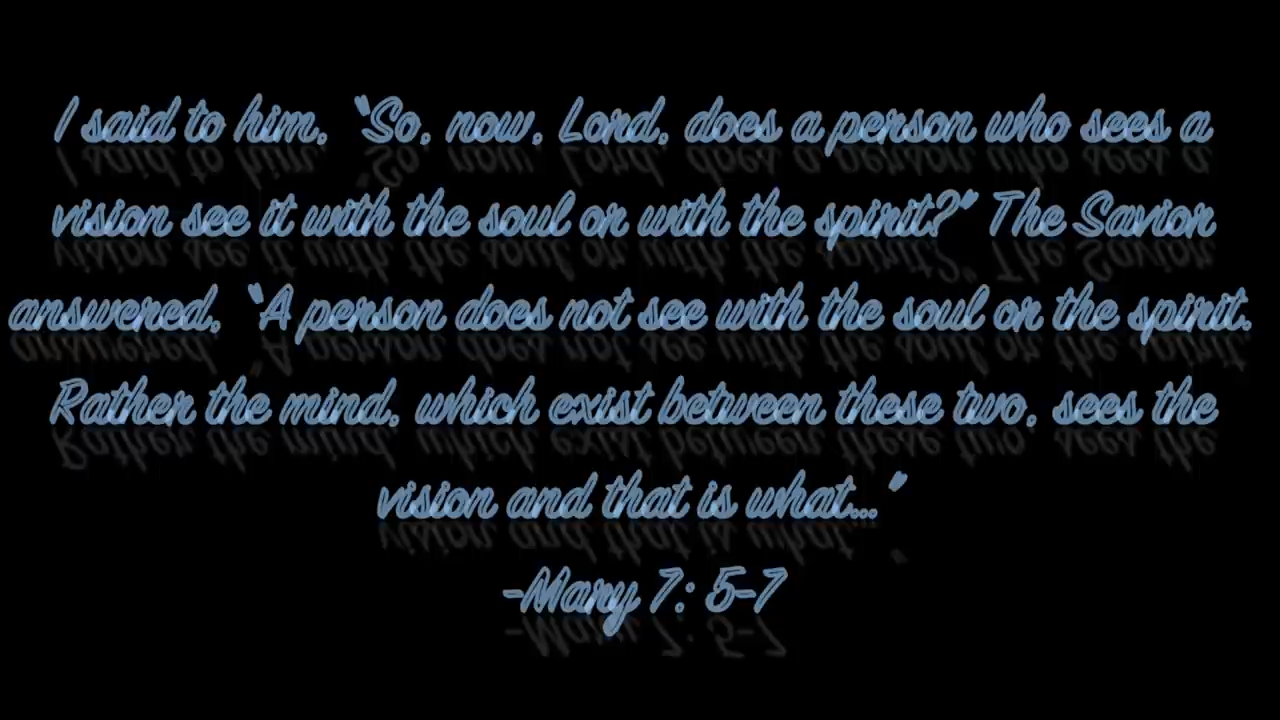 I said to him, "So, now, Lord, does a person who sees a
vision see it with the soul or with the spirit?" The Savior
answered, "A person does not see with the soul or the spirit.
Rather the mind, which exist between these two, sees the
vision and that is what..."
-Mary 7: 5-7